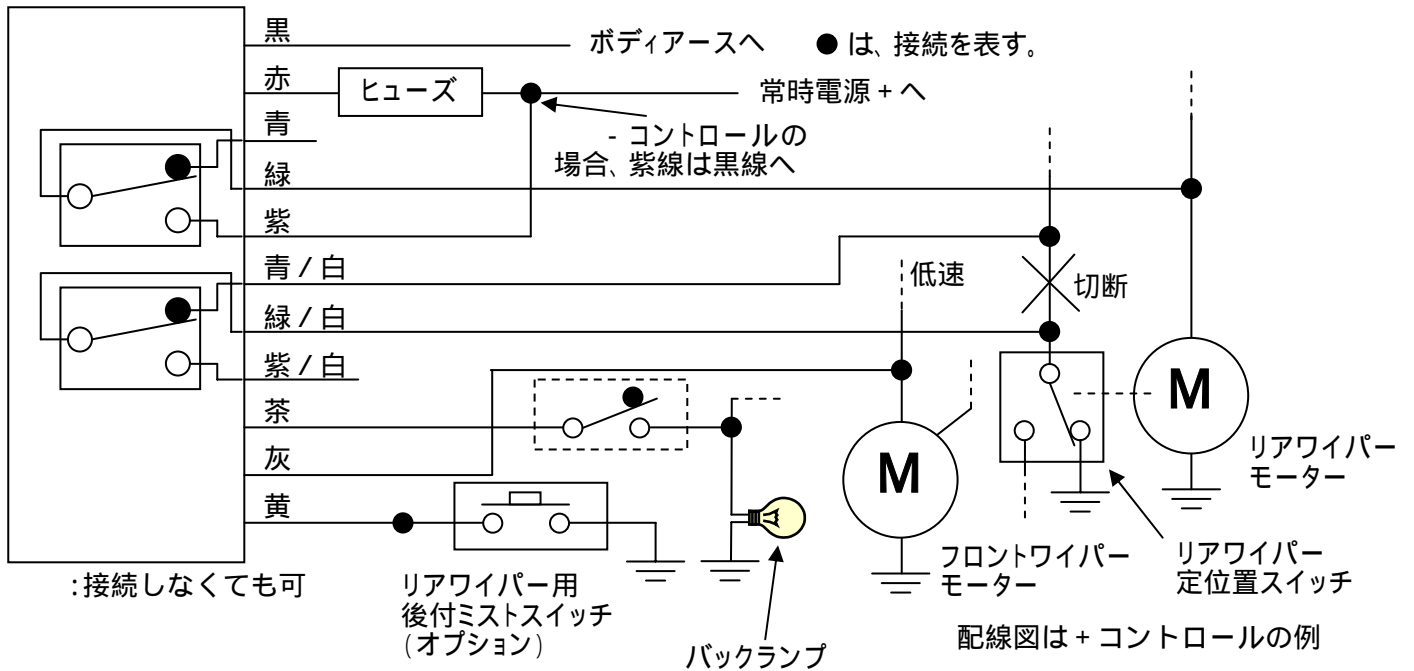 黒
ボディアースへ
●は、接続を表す。
赤
ヒューズ
常時電源 + へ
青
- コントロールの
場合、紫線は黒線へ
緑
紫
青 / 白
低速
切断
緑 / 白
紫 / 白
茶
灰
黄
M
M
リアワイパー
モーター
:接続しなくても可
リアワイパー用
後付ミストスイッチ
(オプション)
バックランプ
フロントワイパー
モーター
リアワイパー
定位置スイッチ
配線図は + コントロールの例